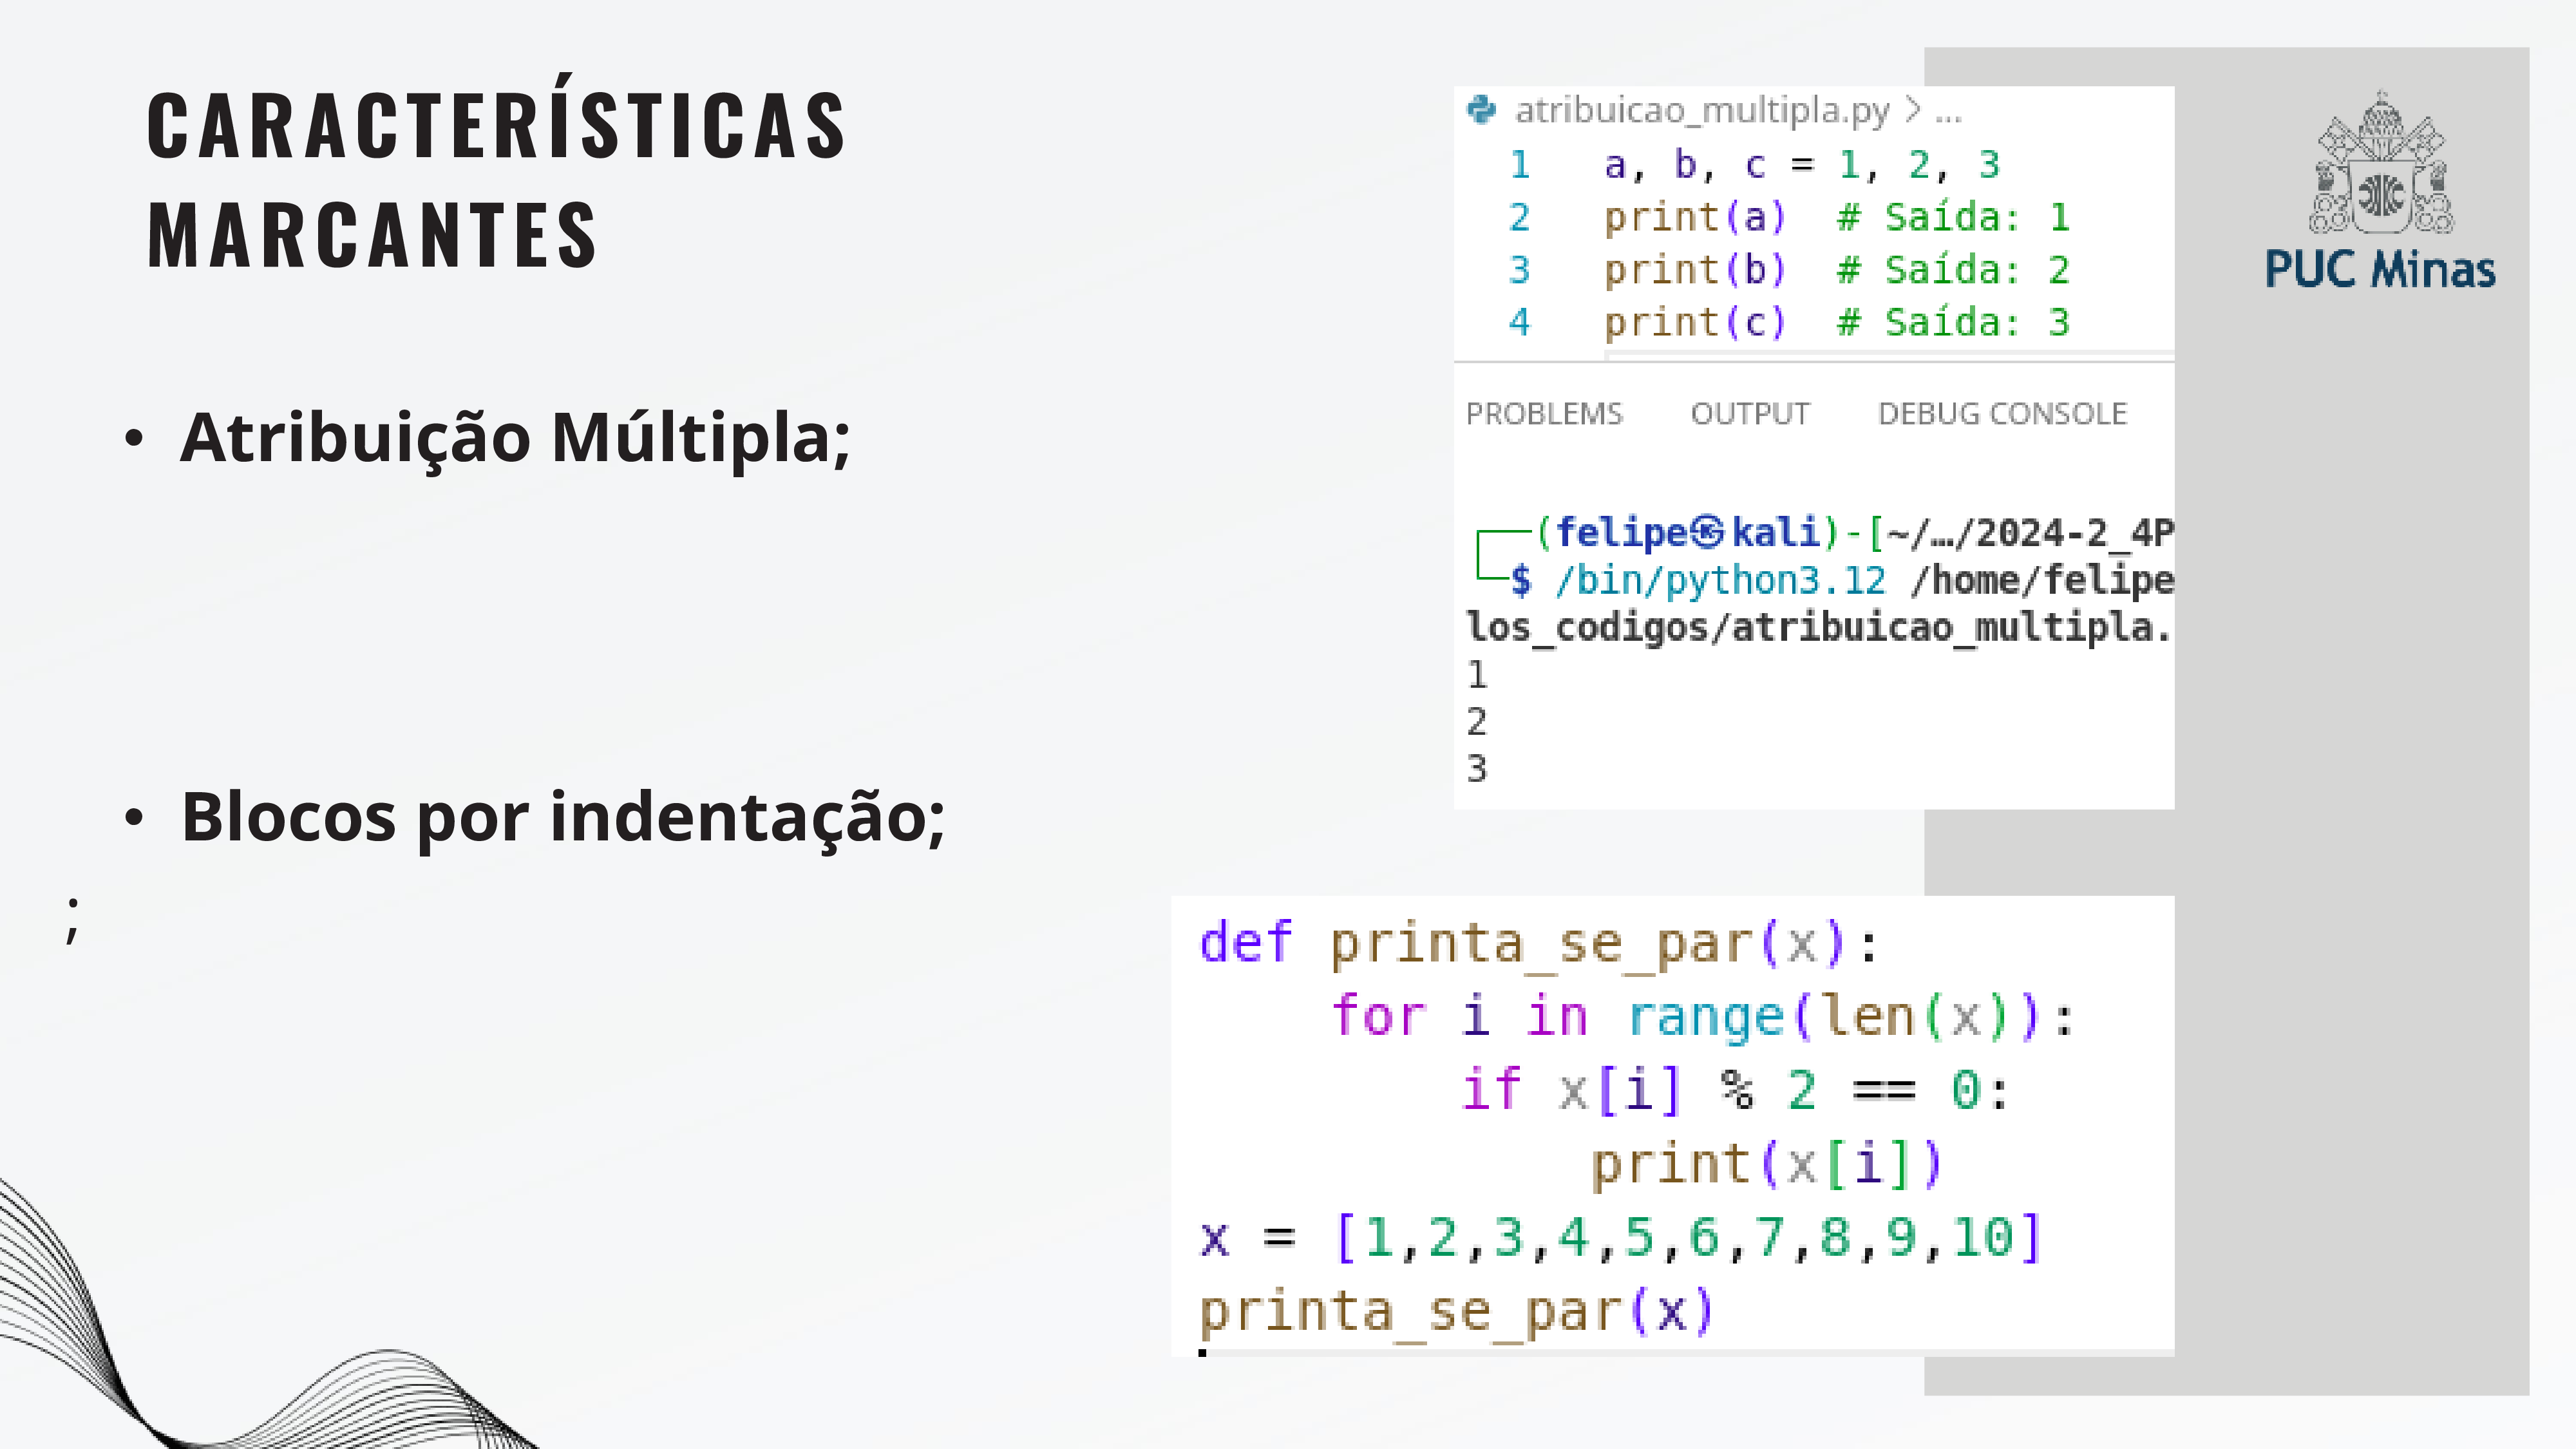 CARACTERÍSTICAS
MARCANTES
• Atribuição Múltipla;
• Blocos por indentação;
;
atribuicao_multipla.py > ...
1 a, b, c = 1, 2, 3
2 print(a) # Saída: 1
3 print(b) # Saída: 2
4 print(c) # Saída: 3
PROBLEMS OUTPUT DEBUG CONSOLE
(felipe㉿kali)-[~/…/2024-2_4P
$ /bin/python3.12 /home/felipe
los_codigos/atribuicao_multipla.
1
2
3
def printa_se_par(x):
    for i in range(len(x)):
        if x[i] % 2 == 0:
            print(x[i])
x = [1,2,3,4,5,6,7,8,9,10]
printa_se_par(x)
PUC Minas